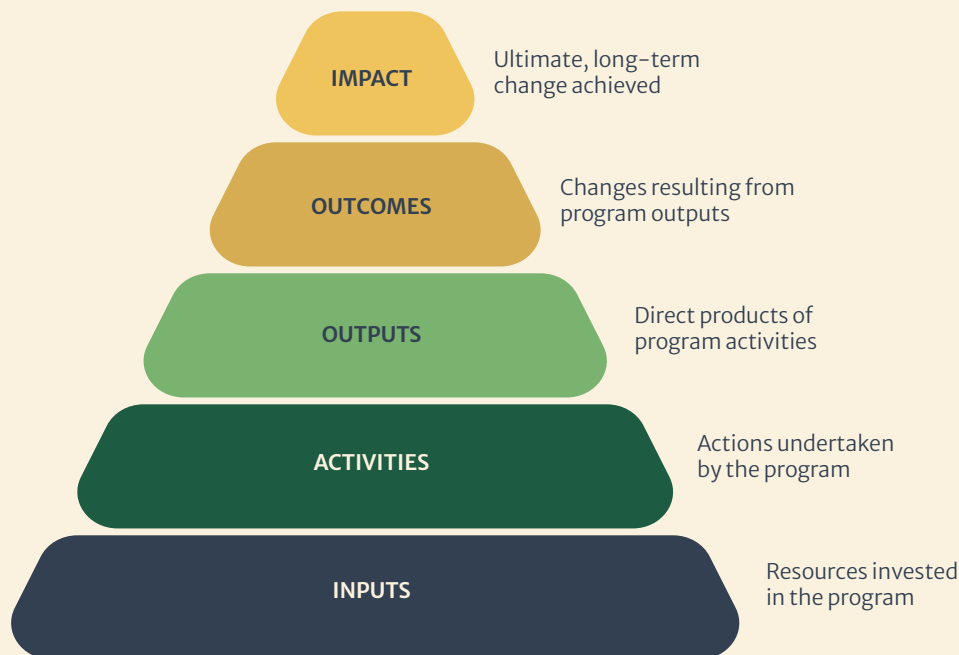 IMPACT
Ultimate, long-term
change achieved
OUTCOMES
Changes resulting from
program outputs
OUTPUTS
Direct products of
program activities
ACTIVITIES
Actions undertaken
by the program
INPUTS
Resources invested
in the program